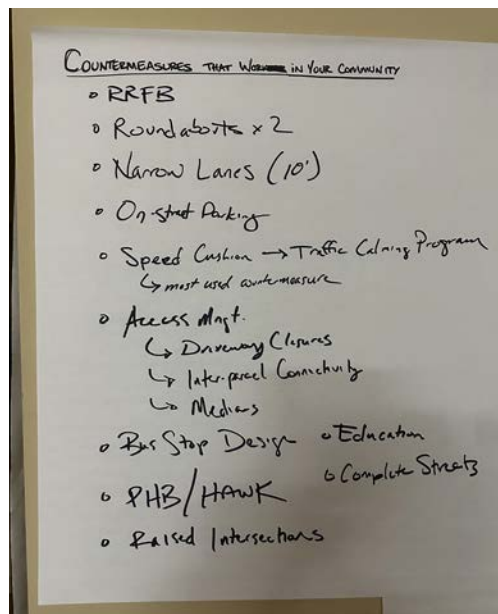 COUNTERMEASURES THAT WORK IN YOUR COMMUNITY
o RRFB
o Roundabouts x 2
o Narrow Lanes (10')
o On-street Parking
o Speed Cushion → Traffic Calming Program
↳ most used countermeasure
o Access Mngt.
↳ Driveway Closures
↳ Inter-parcel Connectivity
↳ Medians
o Bus Stop Design o Education
o Complete Streets
o PHB/HAWK
o Raised Intersections